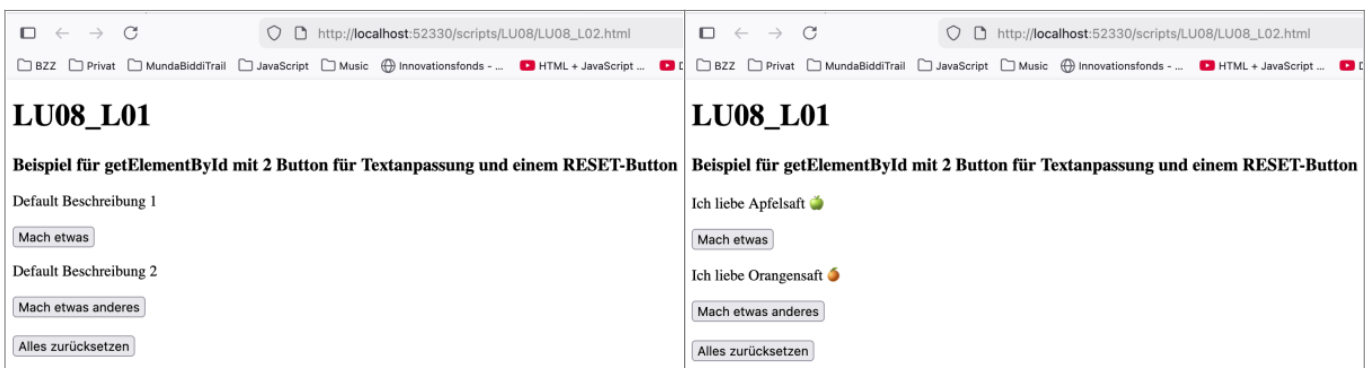 http://localhost:52330/scripts/LU08/LU08_L02.html
BZZ Privat MundaBiddiTrail JavaScript Music Innovationsfonds - ... HTML + JavaScript ...
LU08_L01
Beispiel für getElementById mit 2 Button für Textanpassung und einem RESET-Button
Default Beschreibung 1
Mach etwas
Default Beschreibung 2
Mach etwas anderes
Alles zurücksetzen
http://localhost:52330/scripts/LU08/LU08_L02.html
BZZ Privat MundaBiddiTrail JavaScript Music Innovationsfonds - ... HTML + JavaScript ...
LU08_L01
Beispiel für getElementById mit 2 Button für Textanpassung und einem RESET-Button
Ich liebe Apfelsaft 🍏
Mach etwas
Ich liebe Orangensaft 🍊
Mach etwas anderes
Alles zurücksetzen